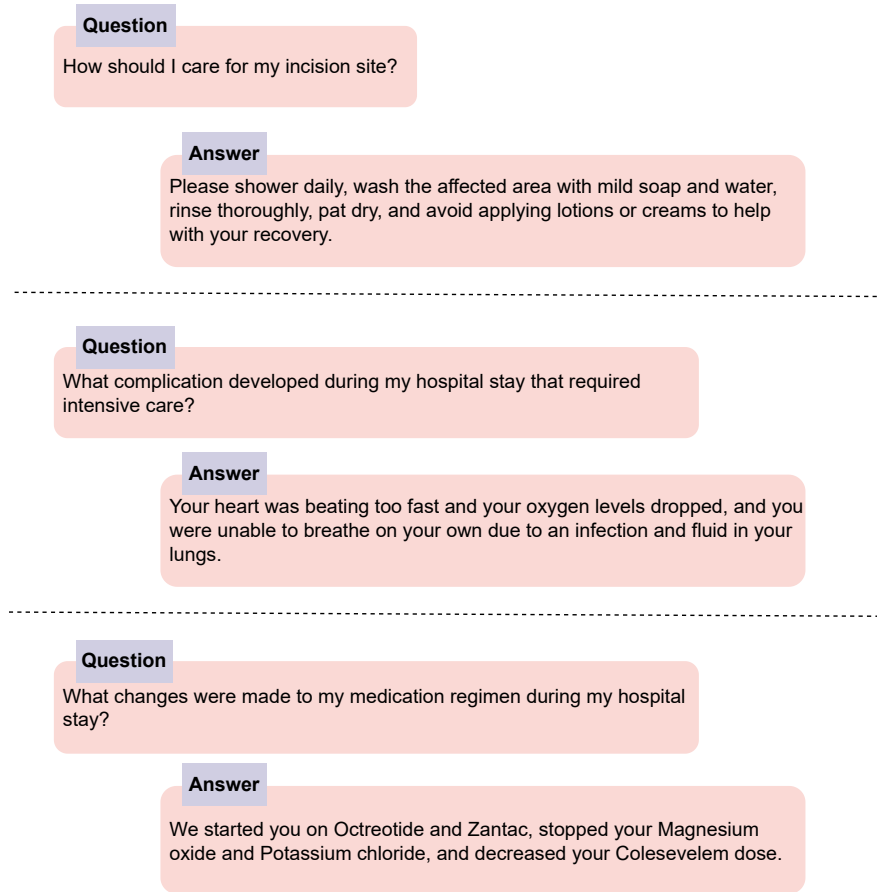 Question
How should I care for my incision site?
Answer
Please shower daily, wash the affected area with mild soap and water,
rinse thoroughly, pat dry, and avoid applying lotions or creams to help
with your recovery.
Question
What complication developed during my hospital stay that required
intensive care?
Answer
Your heart was beating too fast and your oxygen levels dropped, and you
were unable to breathe on your own due to an infection and fluid in your
lungs.
Question
What changes were made to my medication regimen during my hospital
stay?
Answer
We started you on Octreotide and Zantac, stopped your Magnesium
oxide and Potassium chloride, and decreased your Colesevelem dose.